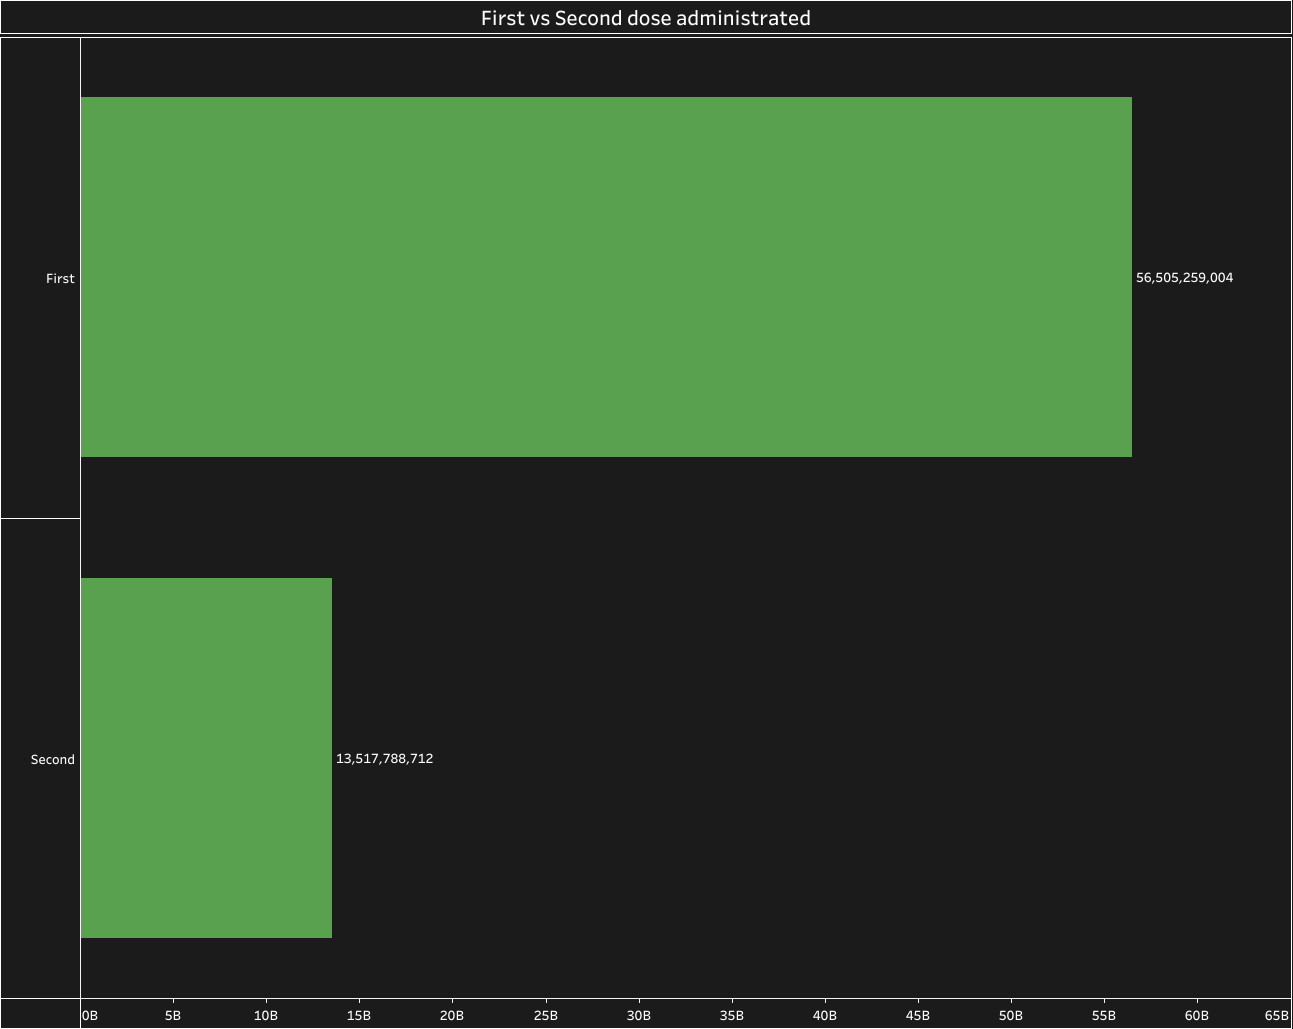 First vs Second dose administrated
First
56,505,259,004
Second
13,517,788,712
0B 5B 10B 15B 20B 25B 30B 35B 40B 45B 50B 55B 60B 65B